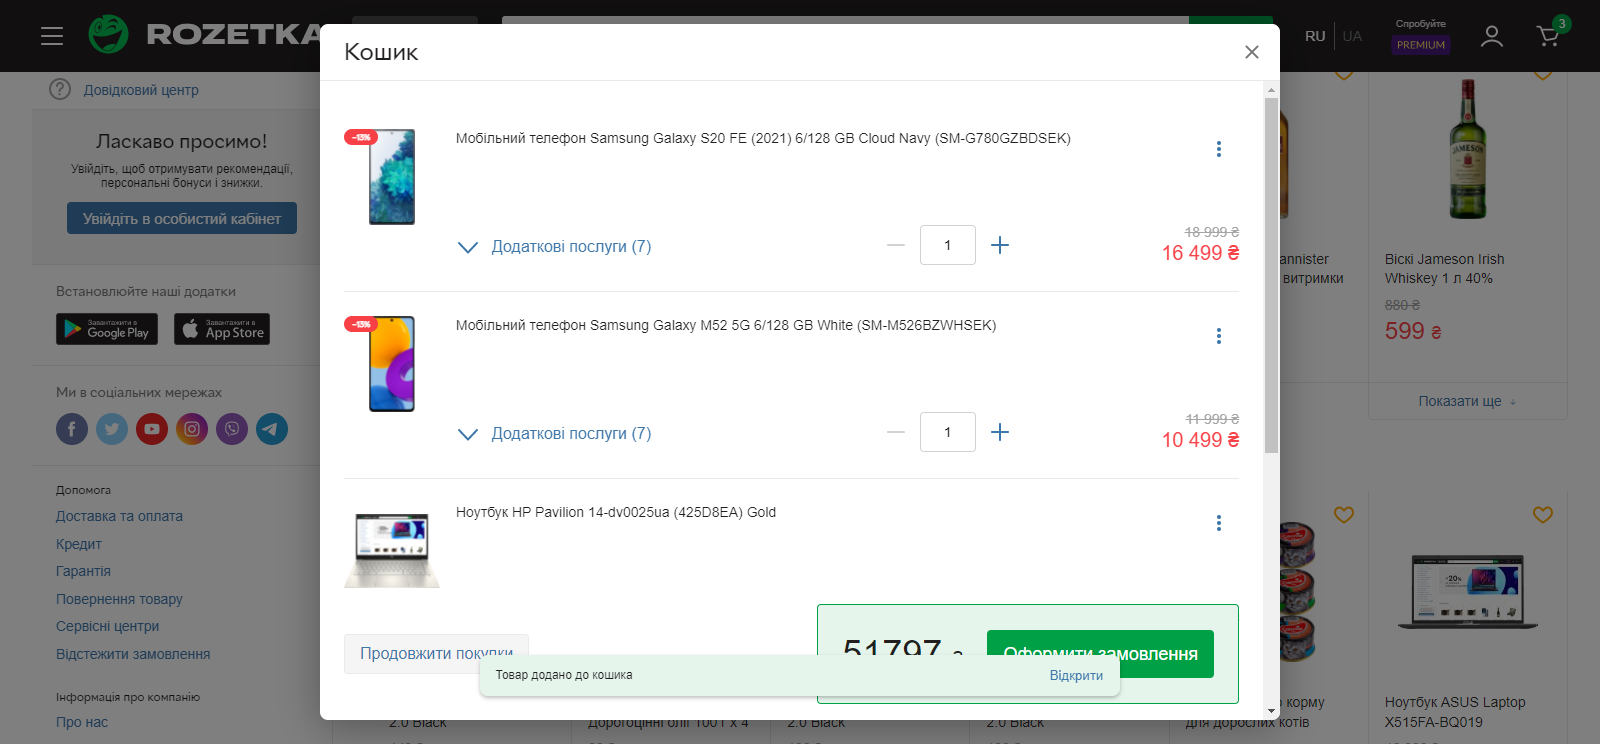 ROZETKA
RU
UA
Спробуйте
PREMIUM
3
Довідковий центр
Ласкаво просимо!
Увійдіть, щоб отримувати рекомендації,
персональні бонуси і знижки.
Увійдіть в особистий кабінет
Встановлюйте наші додатки
Завантажити в
Google Play
Завантажити в
App Store
Ми в соціальних мережах
Допомога
Доставка та оплата
Кредит
Гарантія
Повернення товару
Сервісні центри
Відстежити замовлення
Інформація про компанію
Про нас
Кошик
-13%
Мобільний телефон Samsung Galaxy S20 FE (2021) 6/128 GB Cloud Navy (SM-G780GZBDSEK)
Додаткові послуги (7)
1
18 999 ₴
16 499 ₴
-13%
Мобільний телефон Samsung Galaxy M52 5G 6/128 GB White (SM-M526BZWHSEK)
Додаткові послуги (7)
1
11 999 ₴
10 499 ₴
Ноутбук HP Pavilion 14-dv0025ua (425D8EA) Gold
Продовжити покупки
51797
Оформити замовлення
Товар додано до кошика
Відкрити
2.0 Black
2.0 Black
2.0 Black
annister
витримки
JAMESON
Віскі Jameson Irish
Whiskey 1 л 40%
880 ₴
599 ₴
Показати ще
корму
для дорослих котів
Ноутбук ASUS Laptop
X515FA-BQ019